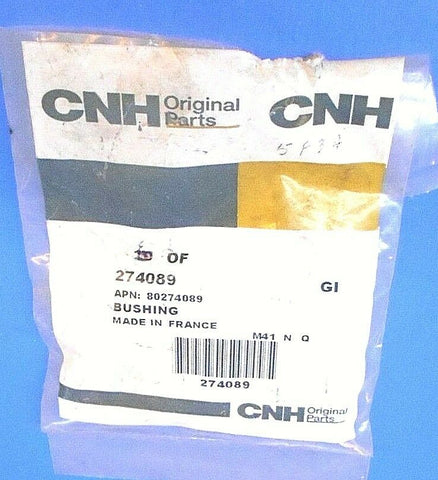 CNH Original Parts CNH
OF
274089
GI
APN: 80274089
BUSHING
MADE IN FRANCE
M41 N Q
274089
CNH Original Parts